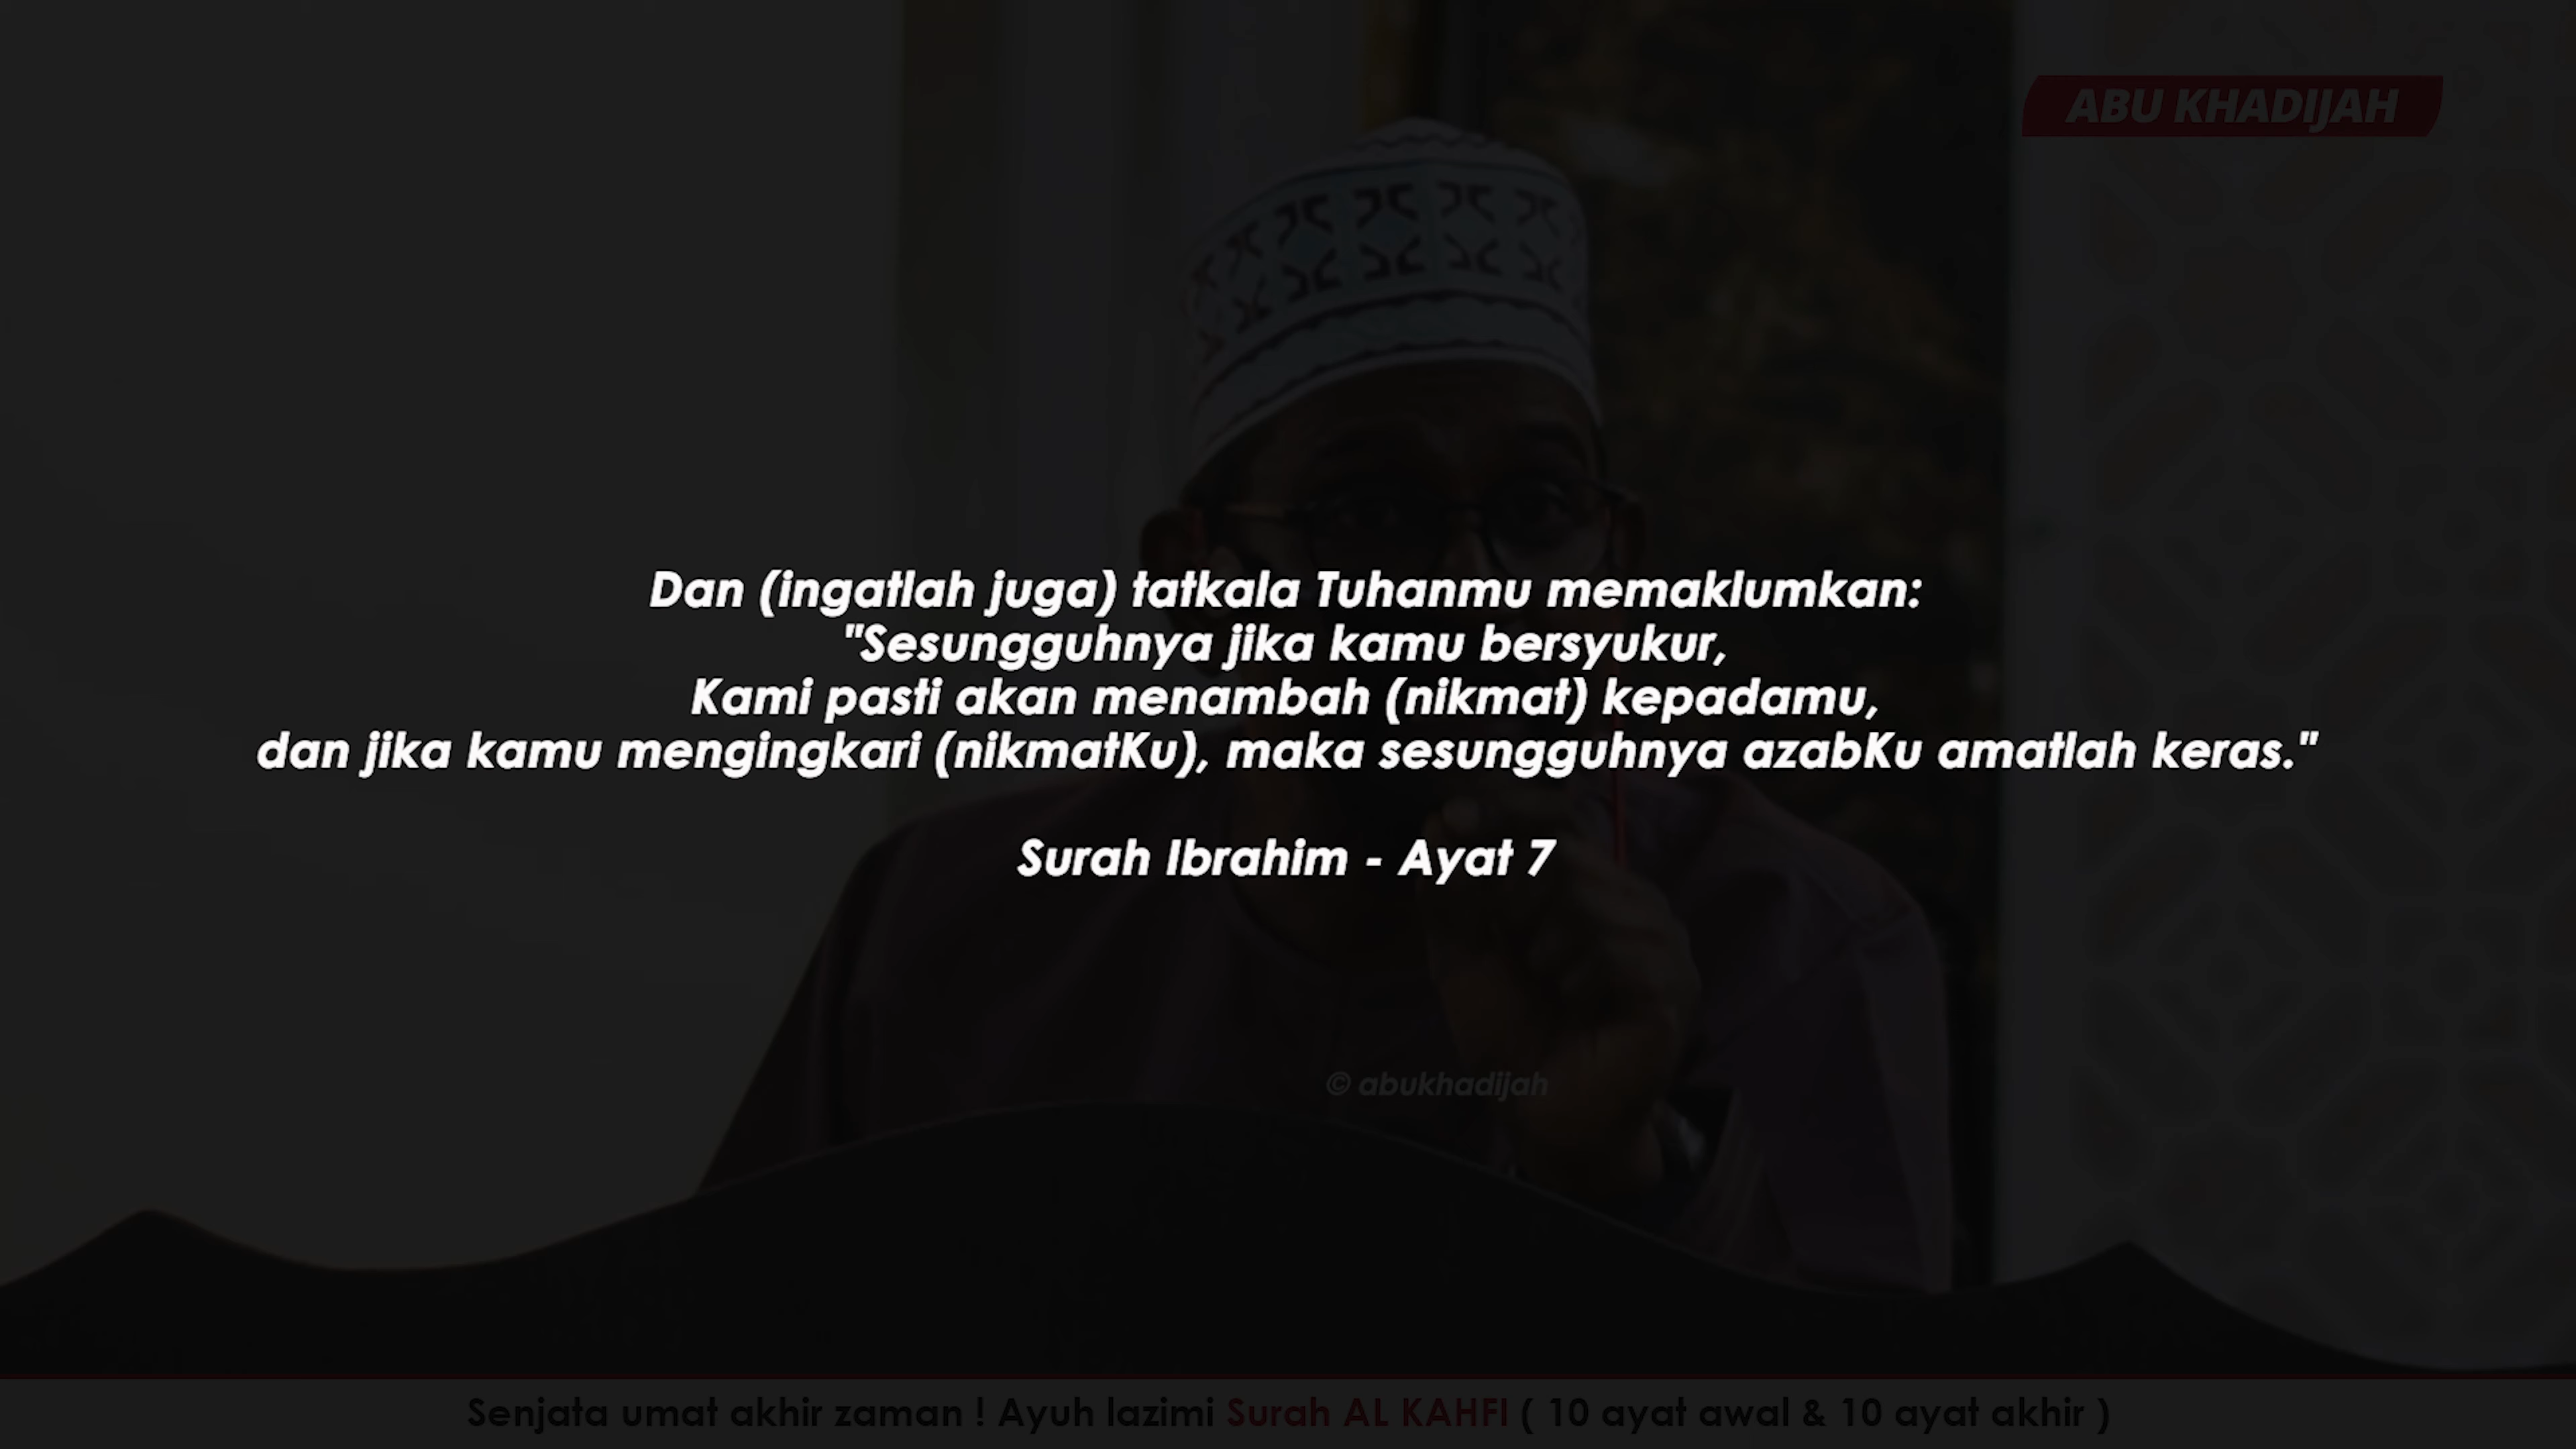 ABU KHADIJAH
Dan (ingatlah juga) tatkala Tuhanmu memaklumkan:
"Sesungguhnya jika kamu bersyukur,
Kami pasti akan menambah (nikmat) kepadamu,
dan jika kamu mengingkari (nikmatKu), maka sesungguhnya azabKu amatlah keras."
Surah Ibrahim - Ayat 7
© abukhadijah
Senjata umat akhir zaman ! Ayuh lazimi Surah AL KAHFI ( 10 ayat awal & 10 ayat akhir )